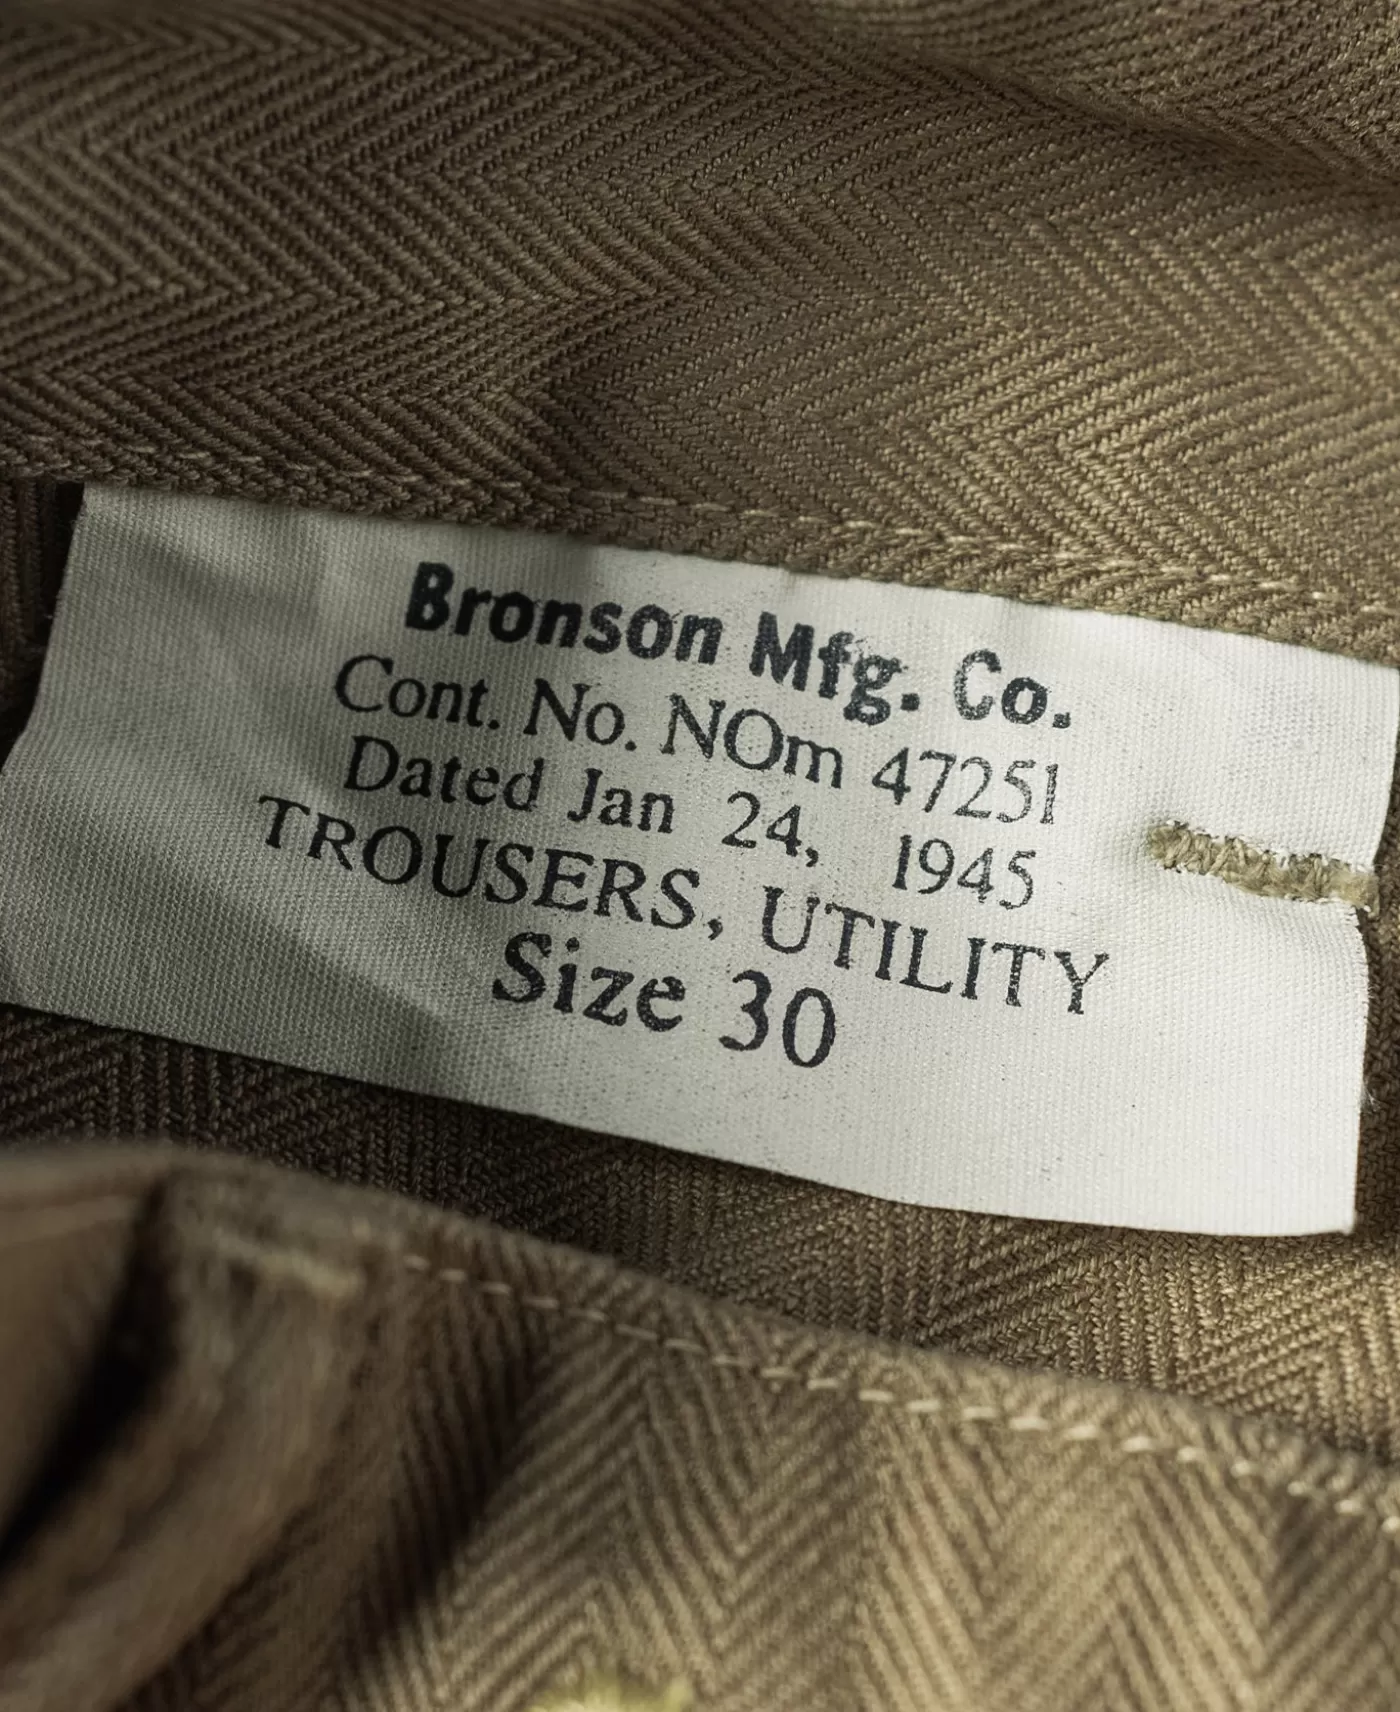 Bronson Mfg. Co.
Cont. No. NOm 47251
Dated Jan 24, 1945
TROUSERS, UTILITY
Size 30